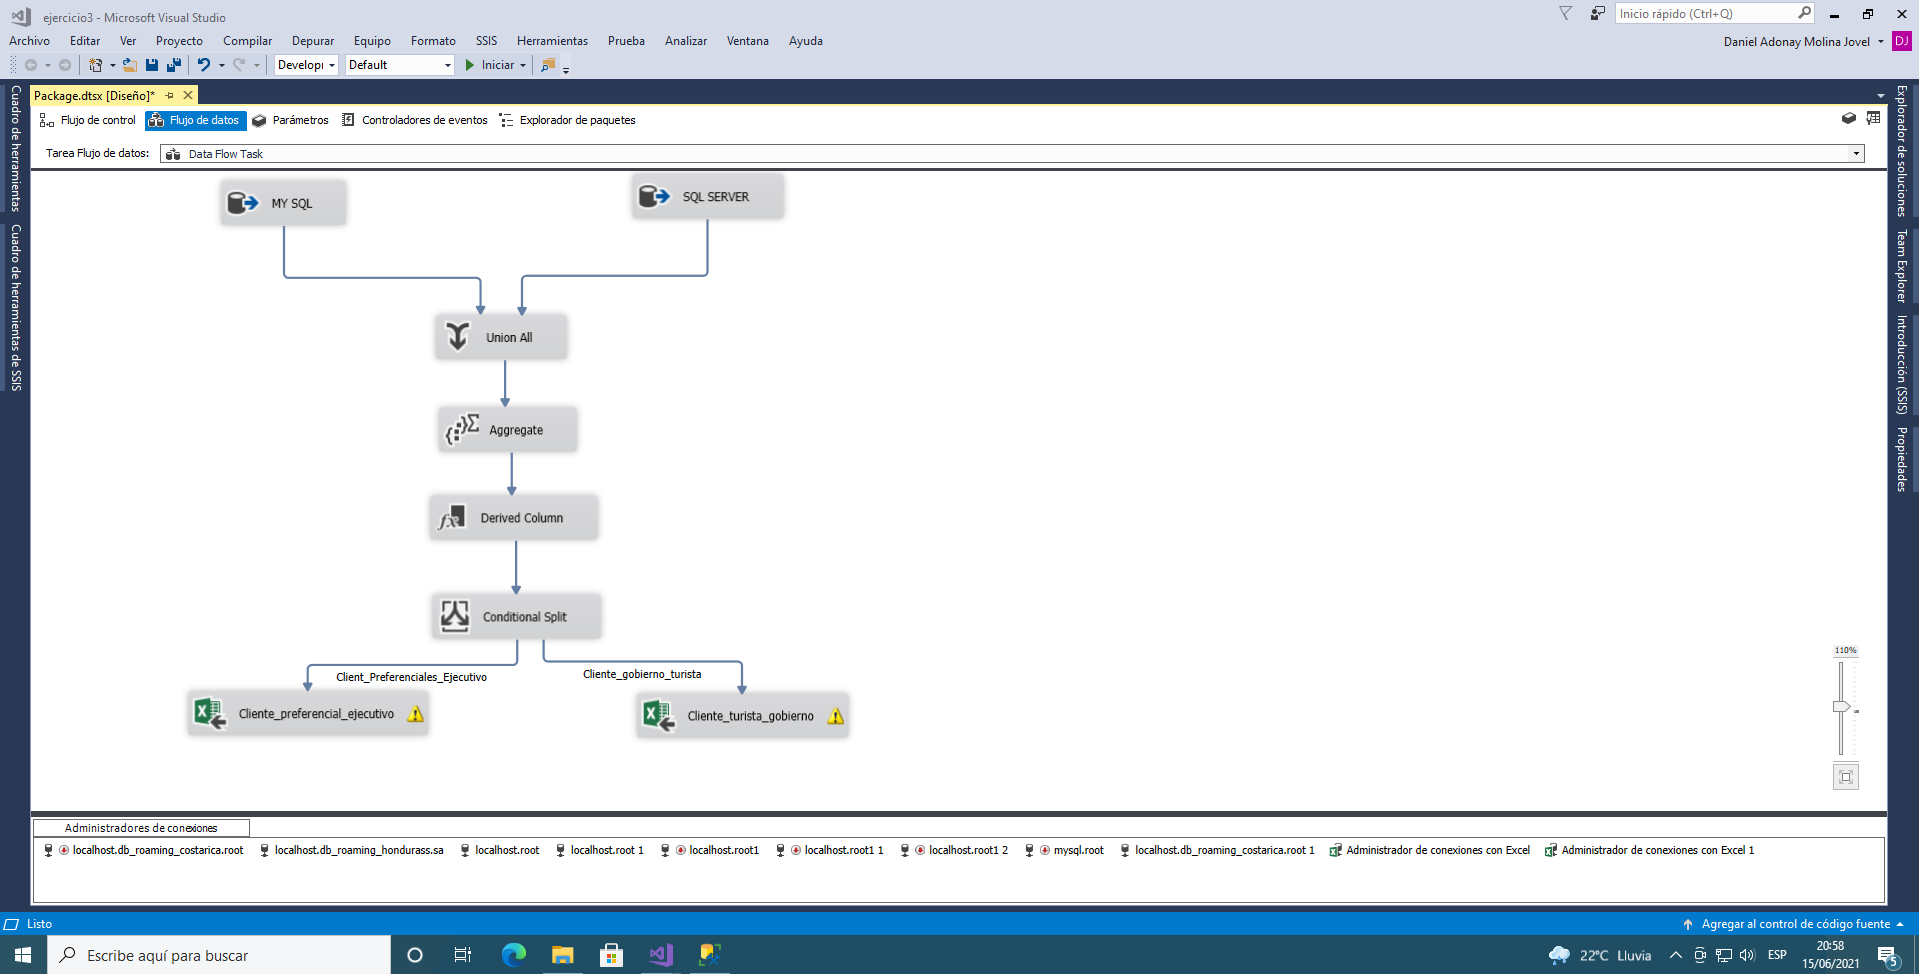 ejercicio3 - Microsoft Visual Studio
Inicio rápido (Ctrl+Q)
Archivo Editar Ver Proyecto Compilar Depurar Equipo Formato SSIS Herramientas Prueba Analizar Ventana Ayuda
Daniel Adonay Molina Jovel DJ
Default Iniciar
Package.dtsx [Diseño]*
Flujo de control Flujo de datos Parámetros Controladores de eventos Explorador de paquetes
Tarea Flujo de datos: Data Flow Task
Cuadro de herramientas
Cuadro de herramientas de SSIS
MY SQL
SQL SERVER
Union All
Aggregate
Derived Column
Conditional Split
Client_Preferenciales_Ejecutivo
Cliente_gobierno_turista
Cliente_preferencial_ejecutivo
Cliente_turista_gobierno
110%
Explorador de soluciones
Team Explorer
Introducción (SSIS)
Propiedades
Administradores de conexiones
localhost.db_roaming_costarica.root localhost.db_roaming_hondurass.sa localhost.root localhost.root 1 localhost.root1 localhost.root1 1 localhost.root1 2 mysql.root localhost.db_roaming_costarica.root 1 Administrador de conexiones con Excel Administrador de conexiones con Excel 1
Listo
Agregar al control de código fuente
Escribe aquí para buscar
22°C Lluvia
ESP
20:58
15/06/2021
5